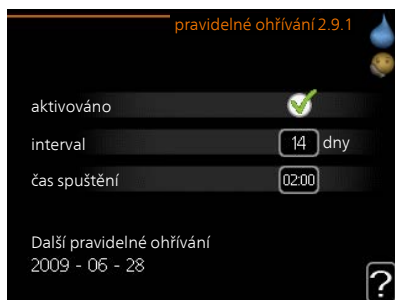 pravidelné ohřívání 2.9.1
aktivováno
interval 14 dny
čas spuštění 02:00
Další pravidelné ohřívání
2009 - 06 - 28
?